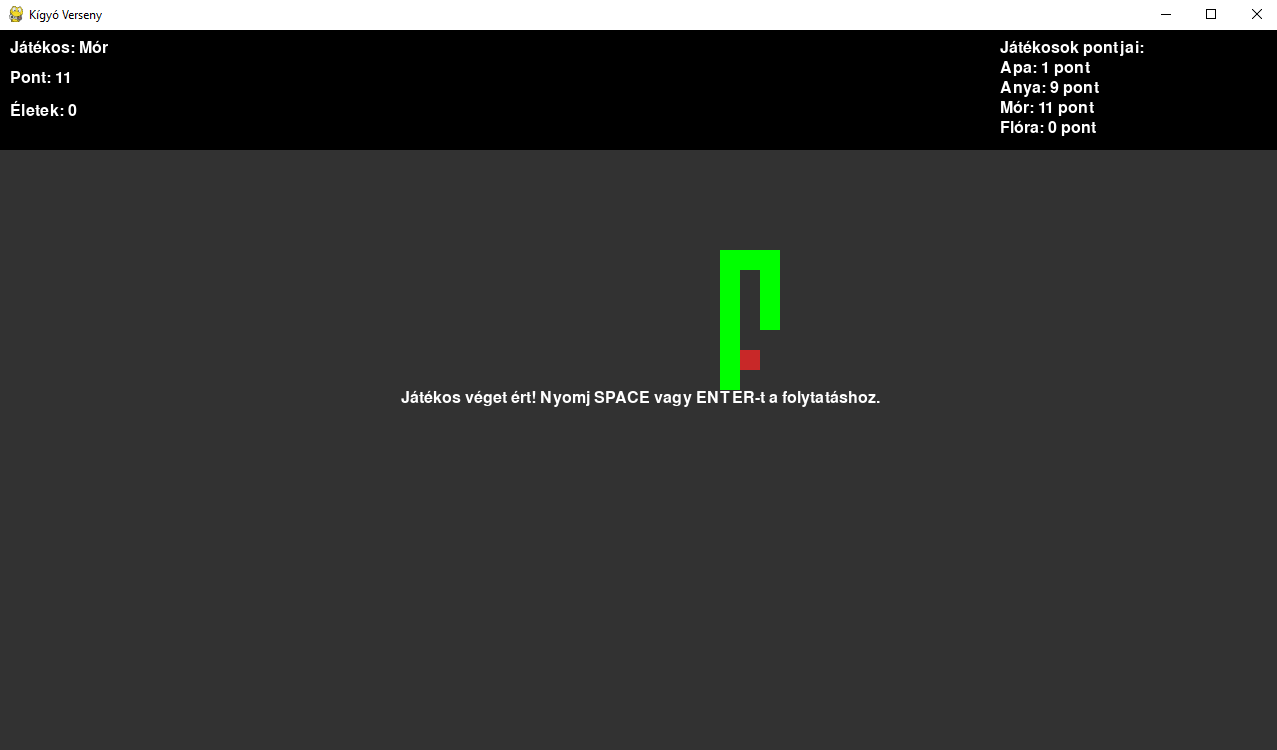 Kígyó Verseny
Játékos: Mór
Pont: 11
Életek: 0
Játékosok pontjai:
Apa: 1 pont
Anya: 9 pont
Mór: 11 pont
Flóra: 0 pont
Játékos véget ért! Nyomj SPACE vagy ENTER-t a folytatáshoz.